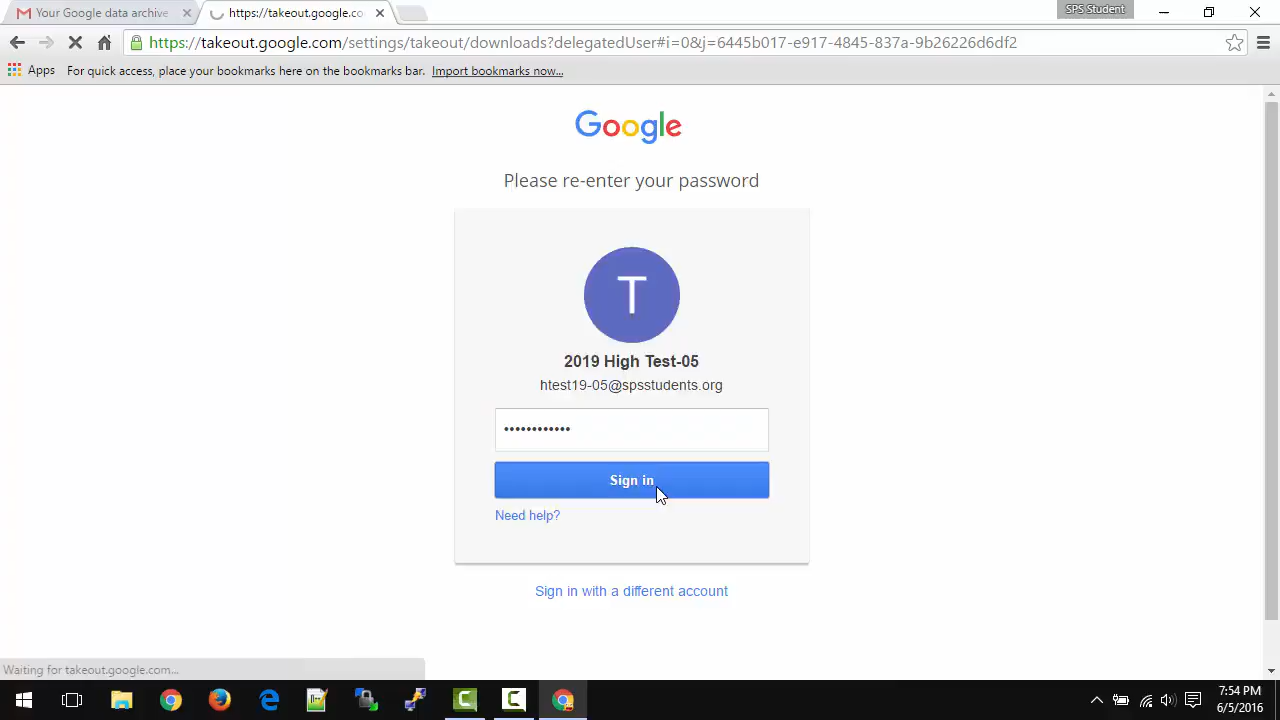 Your Google data archive
https://takeout.google.co
SPS Student
https://takeout.google.com/settings/takeout/downloads?delegatedUser#i=0&j=6445b017-e917-4845-837a-9b26226d6df2
Apps
For quick access, place your bookmarks here on the bookmarks bar. Import bookmarks now...
Google
Please re-enter your password
T
2019 High Test-05
htest19-05@spsstudents.org
••••••••••••
Sign in
Need help?
Sign in with a different account
Waiting for takeout.google.com...
7:54 PM
6/5/2016